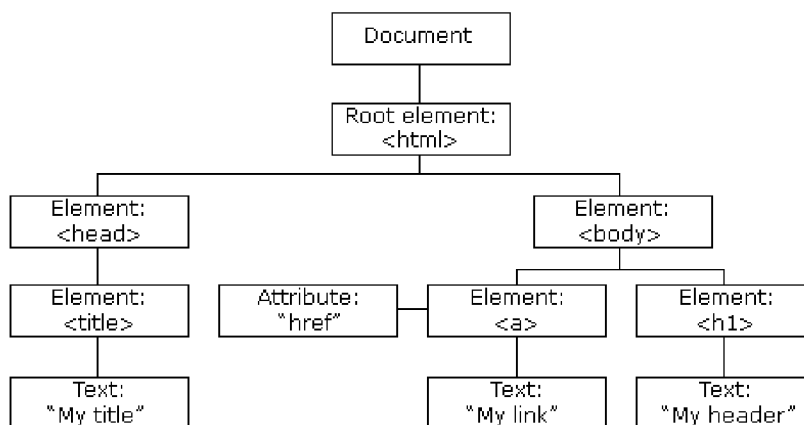 Document
Root element:
<html>
Element:
<head>
Element:
<body>
Element:
<title>
Attribute:
“href”
Element:
<a>
Element:
<h1>
Text:
“My title”
Text:
“My link”
Text:
“My header”